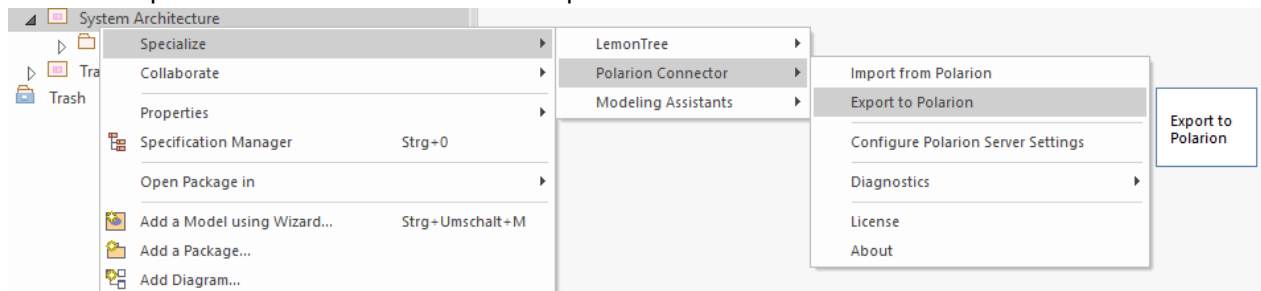 System Architecture
Specialize
LemonTree
Tra
Collaborate
Polarion Connector
Import from Polarion
Trash
Properties
Modeling Assistants
Export to Polarion
Export to
Polarion
Specification Manager Strg+0
Configure Polarion Server Settings
Open Package in
Diagnostics
Add a Model using Wizard... Strg+Umschalt+M
License
Add a Package...
About
Add Diagram...